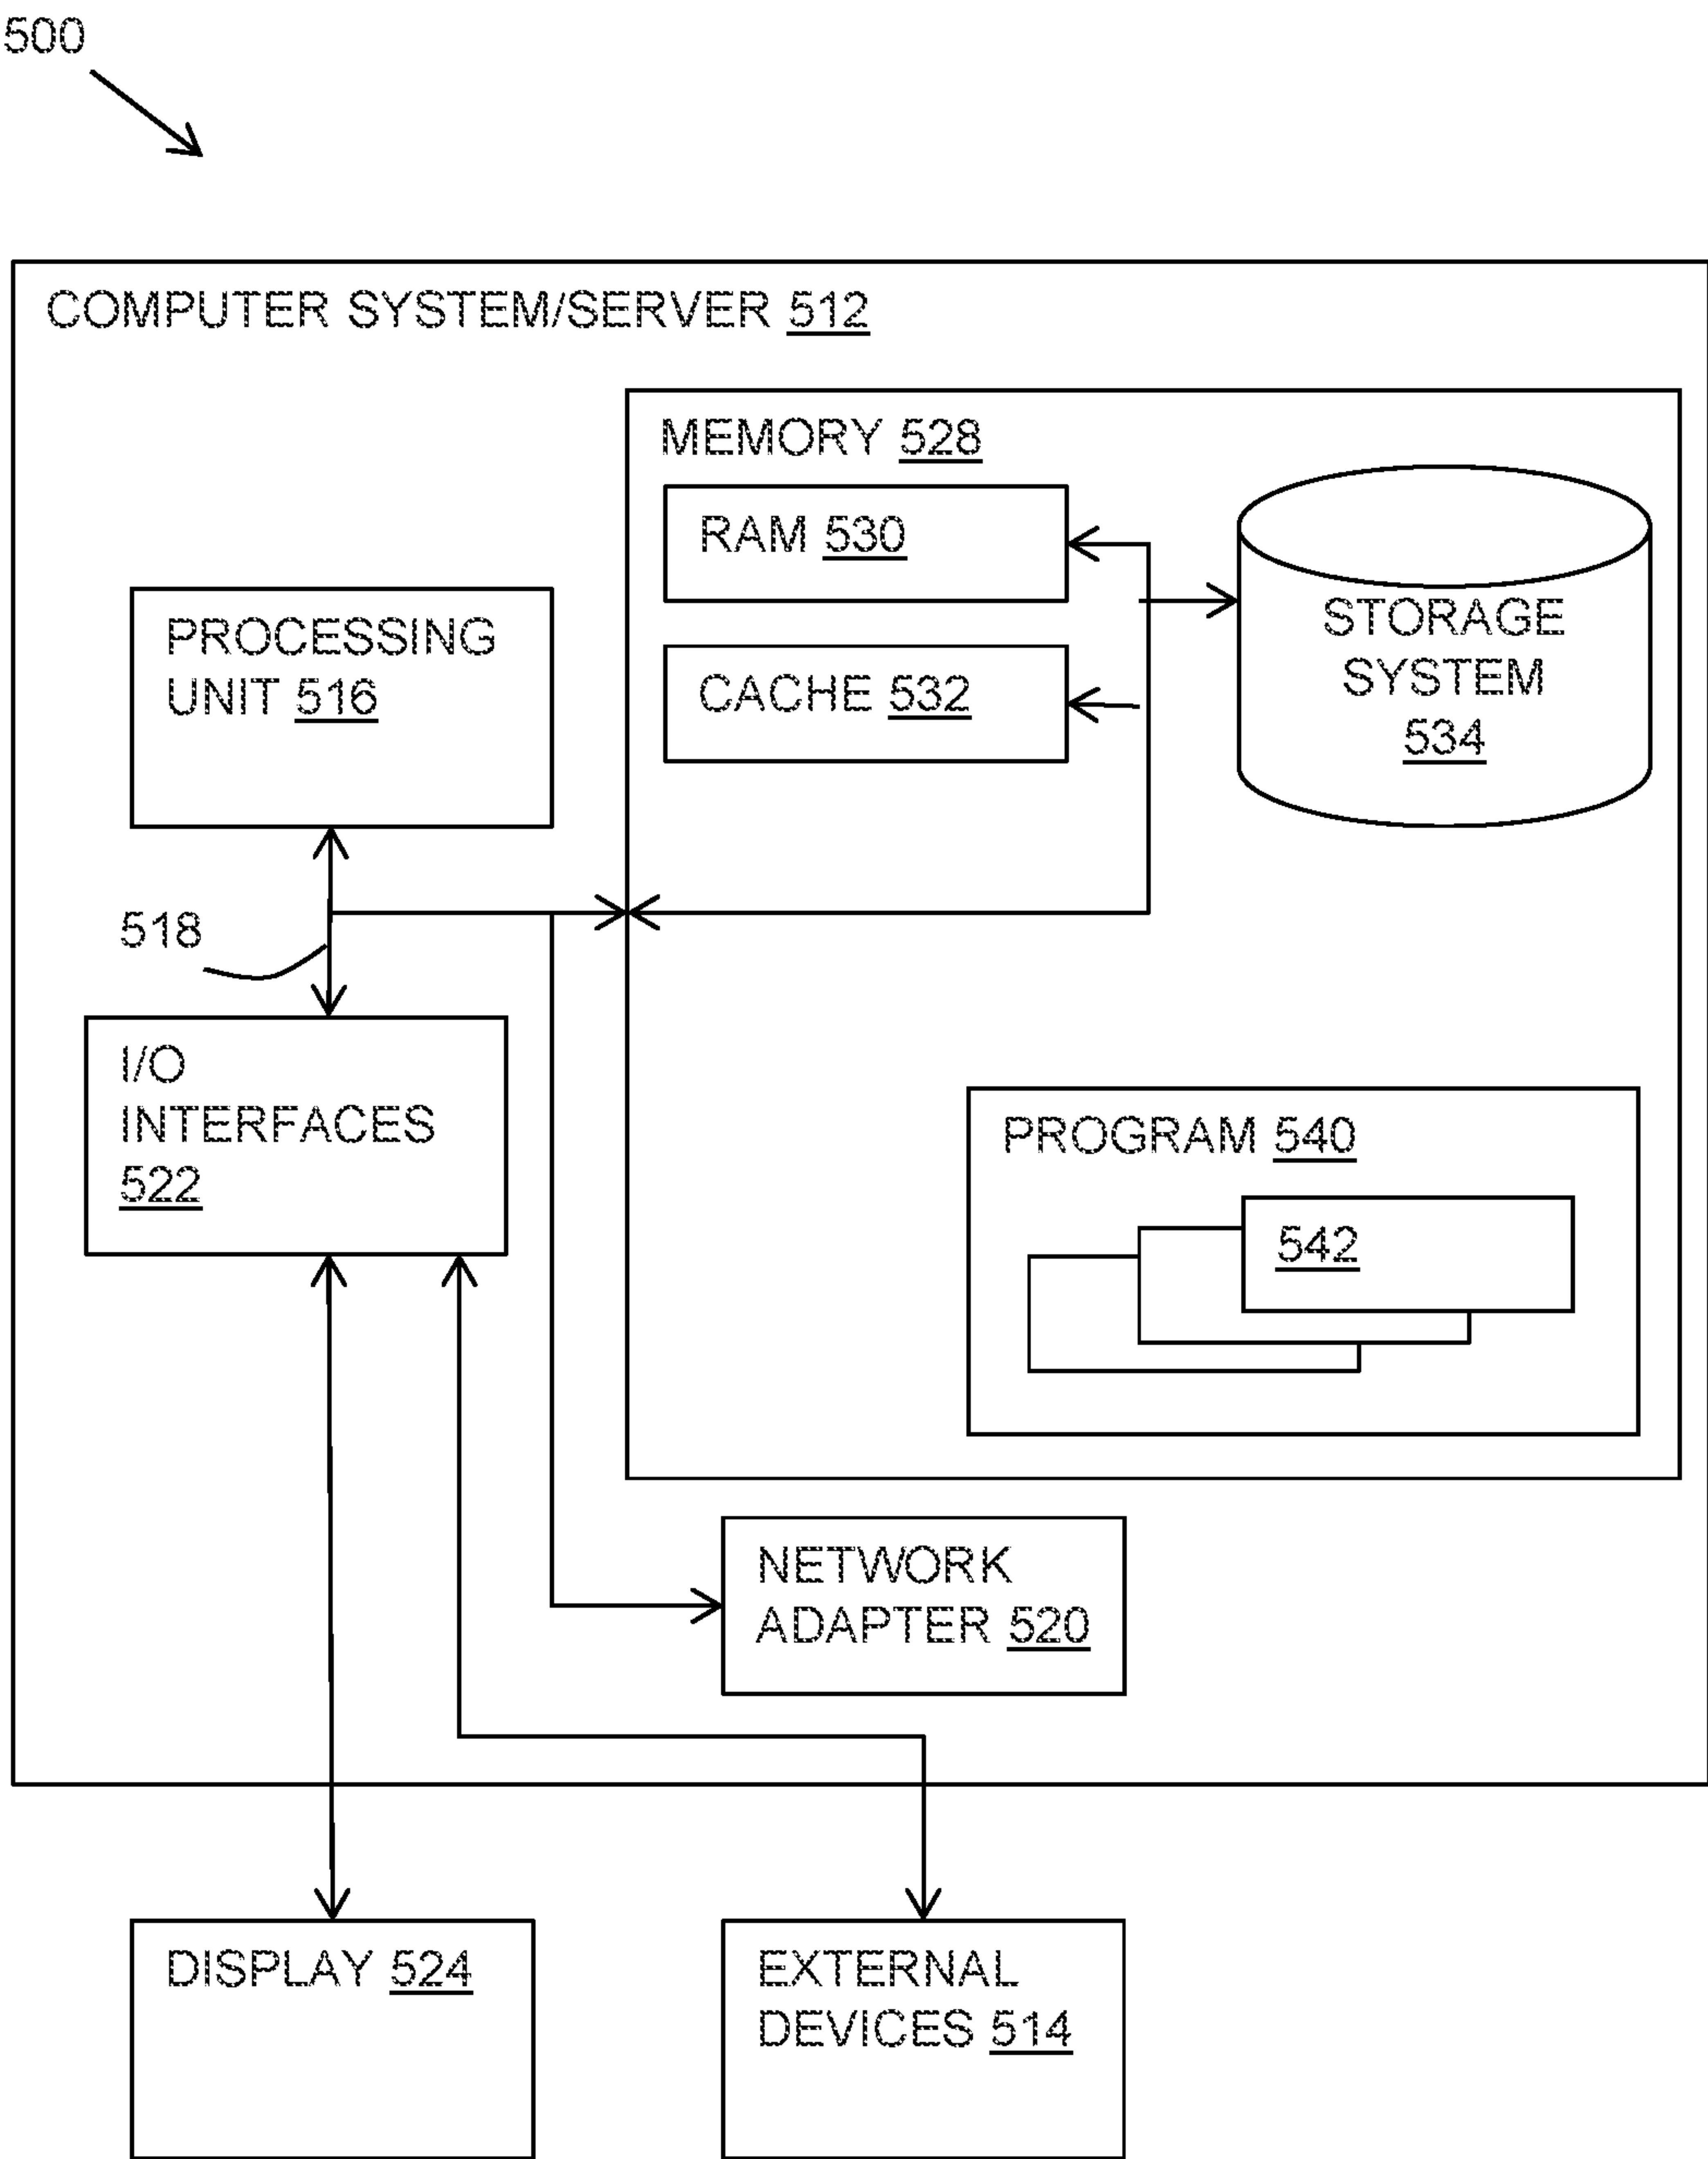 500
COMPUTER SYSTEM/SERVER 512
MEMORY 528
RAM 530
CACHE 532
STORAGE
SYSTEM
534
PROCESSING
UNIT 516
518
I/O
INTERFACES
522
PROGRAM 540
542
NETWORK
ADAPTER 520
DISPLAY 524
EXTERNAL
DEVICES 514